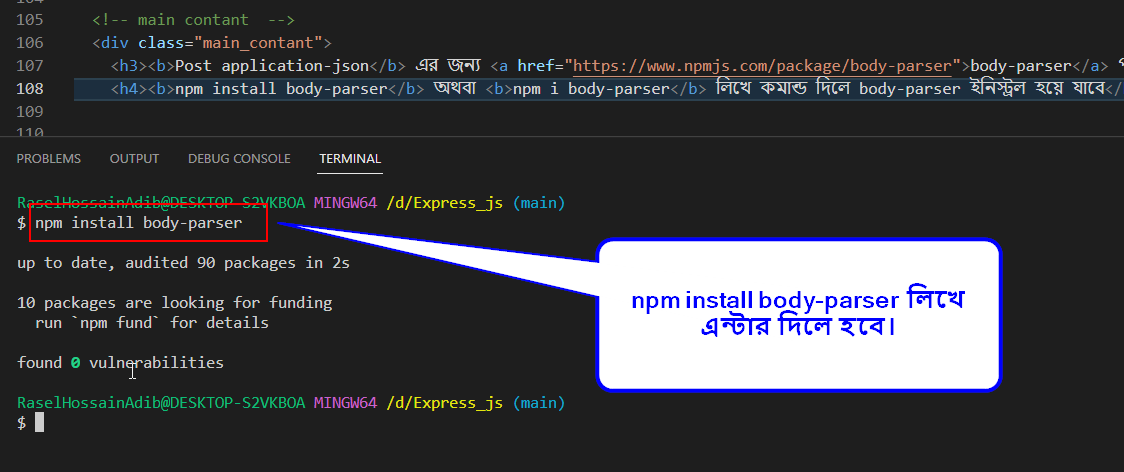 105 <!-- main contant -->
106 <div class="main_contant">
107 <h3><b>Post application-json</b> এর জন্য <a href="https://www.npmjs.com/package/body-parser">body-parser</a>
108 <h4><b>npm install body-parser</b> অথবা <b>npm i body-parser</b> লিখে কমান্ড দিলে body-parser ইনিস্ট্রল হয়ে যাবে</
109
110
PROBLEMS OUTPUT DEBUG CONSOLE TERMINAL
RaselHossainAdib@DESKTOP-S2VKBOA MINGW64 /d/Express_js (main)
$ npm install body-parser
up to date, audited 90 packages in 2s
10 packages are looking for funding
run `npm fund` for details
found 0 vulnerabilities
RaselHossainAdib@DESKTOP-S2VKBOA MINGW64 /d/Express_js (main)
$
npm install body-parser লিখে
এন্টার দিলে হবে।